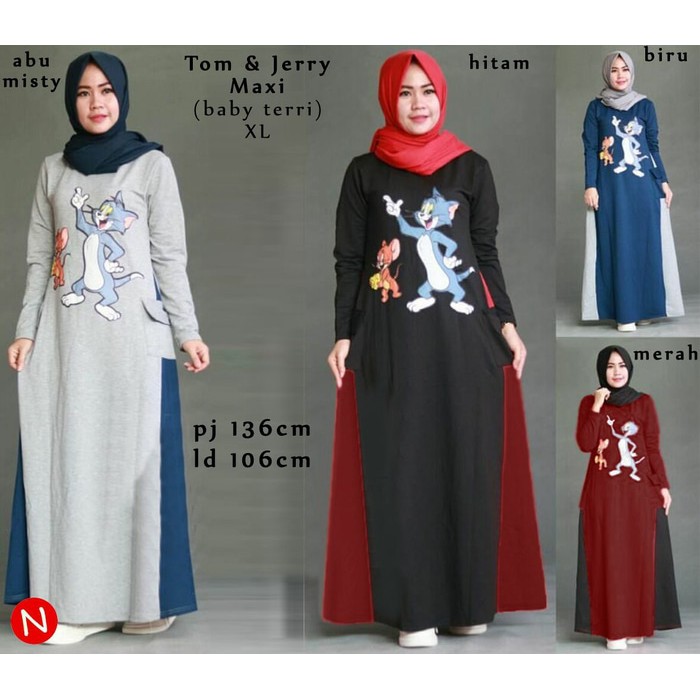 abu
misty
Tom & Jerry
Maxi
(baby terri)
XL
hitam
biru
merah
pj 136cm
ld 106cm
N